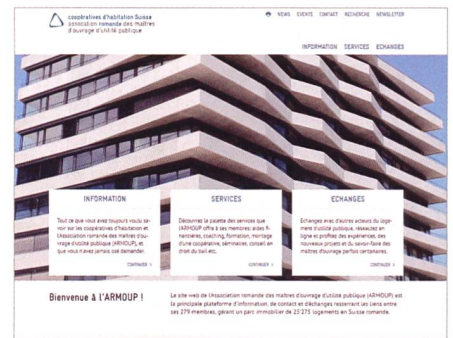 coopératives d'habitation Suisse
association romande des maîtres
d'ouvrage d'utilité publique
NEWS EVENTS CONTACT RECHERCHE NEWSLETTER
INFORMATION SERVICES ECHANGES
INFORMATION
Tout ce que vous avez toujours voulu sa-
voir sur les coopératives d'habitation et
l'Association romande des maîtres d'ou-
vrage d'utilité publique (ARMOUP), et
que vous n'avez jamais osé demander.
CONTINUER >
SERVICES
Découvrez la palette des services que
l'ARMOUP offre à ses membres: aides fi-
nancières, coaching, formation, montage
d'une coopérative, séminaires, conseil en
droit du bail etc.
CONTINUER >
ECHANGES
Echangez avec d'autres acteurs du loge-
ment d'utilité publique, réseautez en
ligne et profitez des expériences, des
nouveaux projets et du savoir-faire des
maîtres d'ouvrage parfois centenaires.
CONTINUER >
Bienvenue à l'ARMOUP !
Le site web de l'Association romande des maîtres d'ouvrage d'utilité publique (ARMOUP) est
la principale plateforme d'information, de contact et d'échanges resserrant les liens entre
ses 279 membres, gérant un parc immobilier de 23'275 logements en Suisse romande.